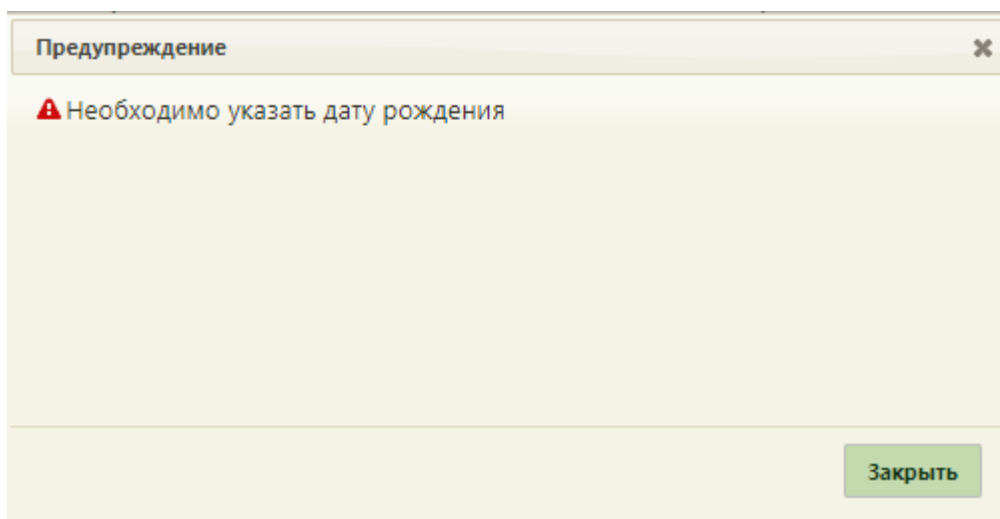 Предупреждение
Необходимо указать дату рождения
Закрыть